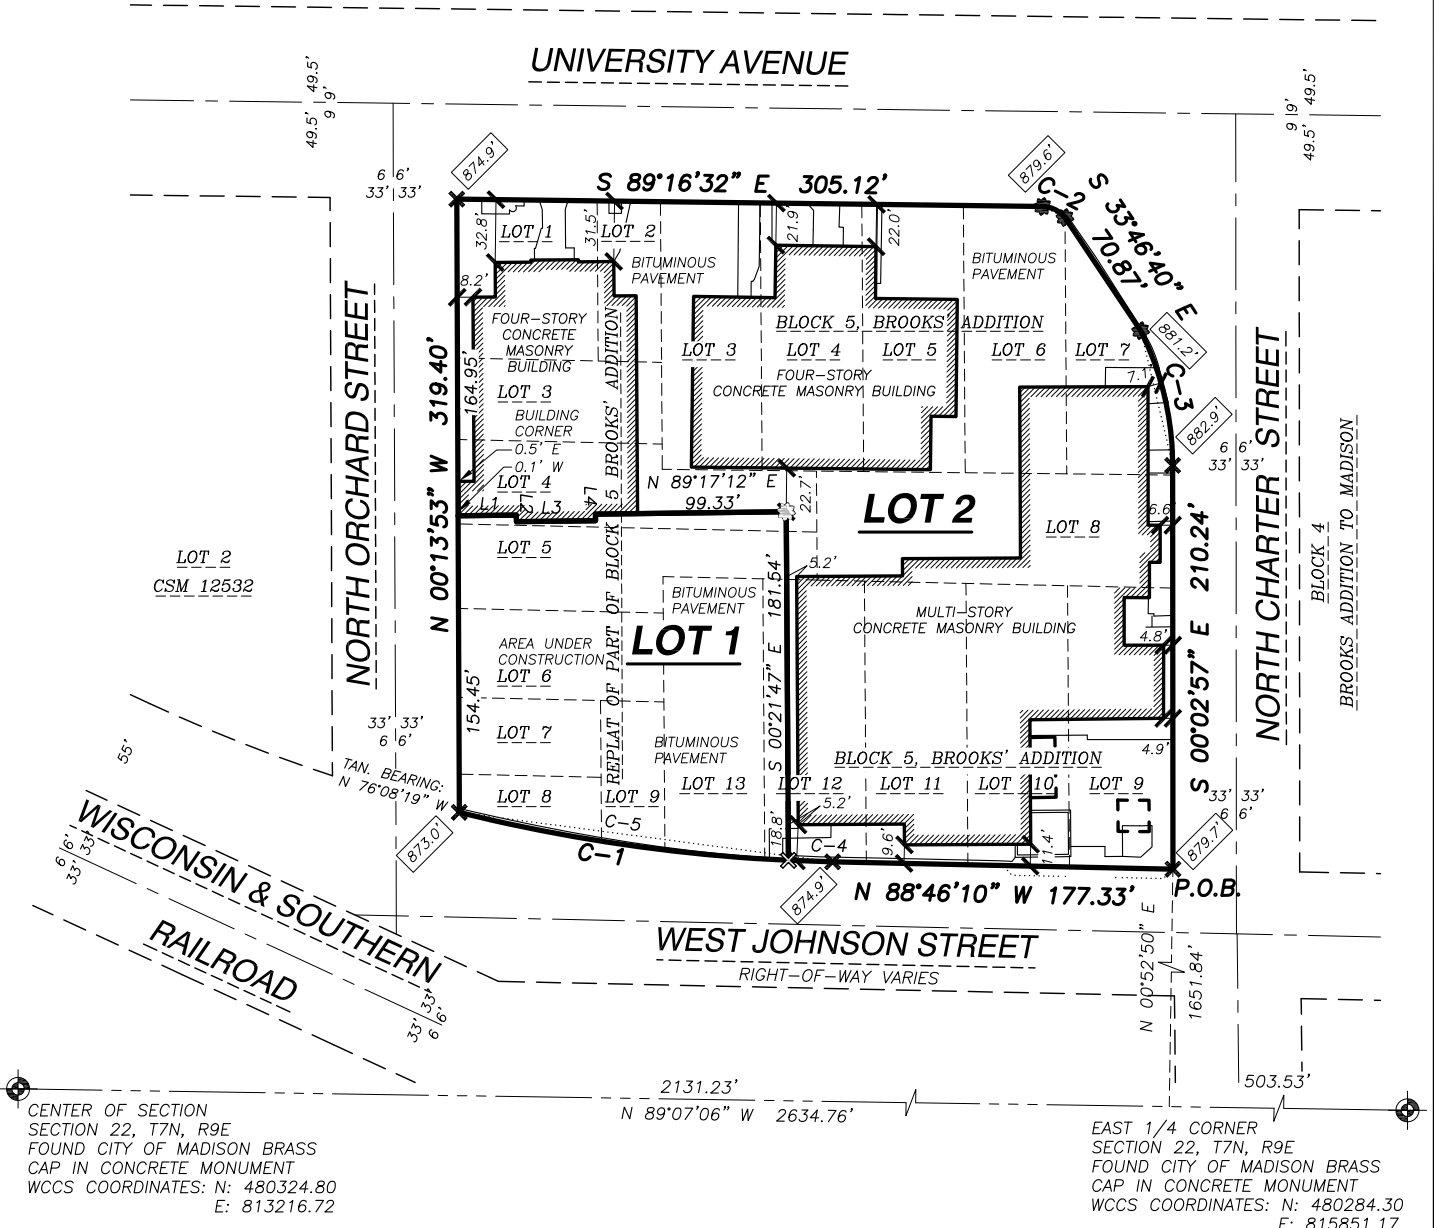 UNIVERSITY AVENUE
49.5' 49.5'
9' 9'
49.5' 49.5'
9' 9'
6' 6'
33' 33'
874.9'
S 89°16'32" E 305.12'
879.6'
C-2
S 33°46'40" E
70.87'
32.8'
LOT 1
31.5'
LOT 2
21.9'
22.0'
BITUMINOUS
PAVEMENT
BITUMINOUS
PAVEMENT
8.2'
FOUR-STORY
CONCRETE
MASONRY
BUILDING
BLOCK 5, BROOKS' ADDITION
LOT 3
LOT 4
LOT 5
LOT 6
LOT 7
881.2'
7.1'
C-3
FOUR-STORY
CONCRETE MASONRY BUILDING
NORTH ORCHARD STREET
N 00°13'53" W 319.40'
164.95'
LOT 3
BUILDING
CORNER
0.5' E
0.1' W
LOT 4
L1
L2
L3
L4
REPLAT OF PART OF BLOCK 5 BROOKS' ADDITION
N 89°17'12" E
99.33'
22.7'
LOT 2
LOT 8
882.9'
6' 6'
33' 33'
6.6'
NORTH CHARTER STREET
BLOCK 4
BROOKS ADDITION TO MADISON
LOT 2
CSM 12532
LOT 5
5.2'
BITUMINOUS
PAVEMENT
S 00°21'47" E 181.54'
MULTI-STORY
CONCRETE MASONRY BUILDING
4.8'
S 00°02'57" E 210.24'
LOT 1
AREA UNDER
CONSTRUCTION
LOT 6
154.45'
33' 33'
6' 6'
LOT 7
BITUMINOUS
PAVEMENT
4.9'
BLOCK 5, BROOKS' ADDITION
LOT 13
LOT 12
LOT 11
LOT 10
LOT 9
55'
TAN. BEARING:
N 76°08'19" W
LOT 8
LOT 9
5.2'
33' 33'
6' 6'
C-5
18.8'
C-4
9.6'
11.4'
873.0'
C-1
874.9'
879.7'
N 88°46'10" W 177.33'
P.O.B.
WISCONSIN & SOUTHERN
RAILROAD
33'
6' 6'
33'
33'
6' 6'
33'
WEST JOHNSON STREET
RIGHT-OF-WAY VARIES
N 00°52'50" E
1651.84'
2131.23'
503.53'
N 89°07'06" W 2634.76'
CENTER OF SECTION
SECTION 22, T7N, R9E
FOUND CITY OF MADISON BRASS
CAP IN CONCRETE MONUMENT
WCCS COORDINATES: N: 480324.80
E: 813216.72
EAST 1/4 CORNER
SECTION 22, T7N, R9E
FOUND CITY OF MADISON BRASS
CAP IN CONCRETE MONUMENT
WCCS COORDINATES: N: 480284.30
E: 815851.17